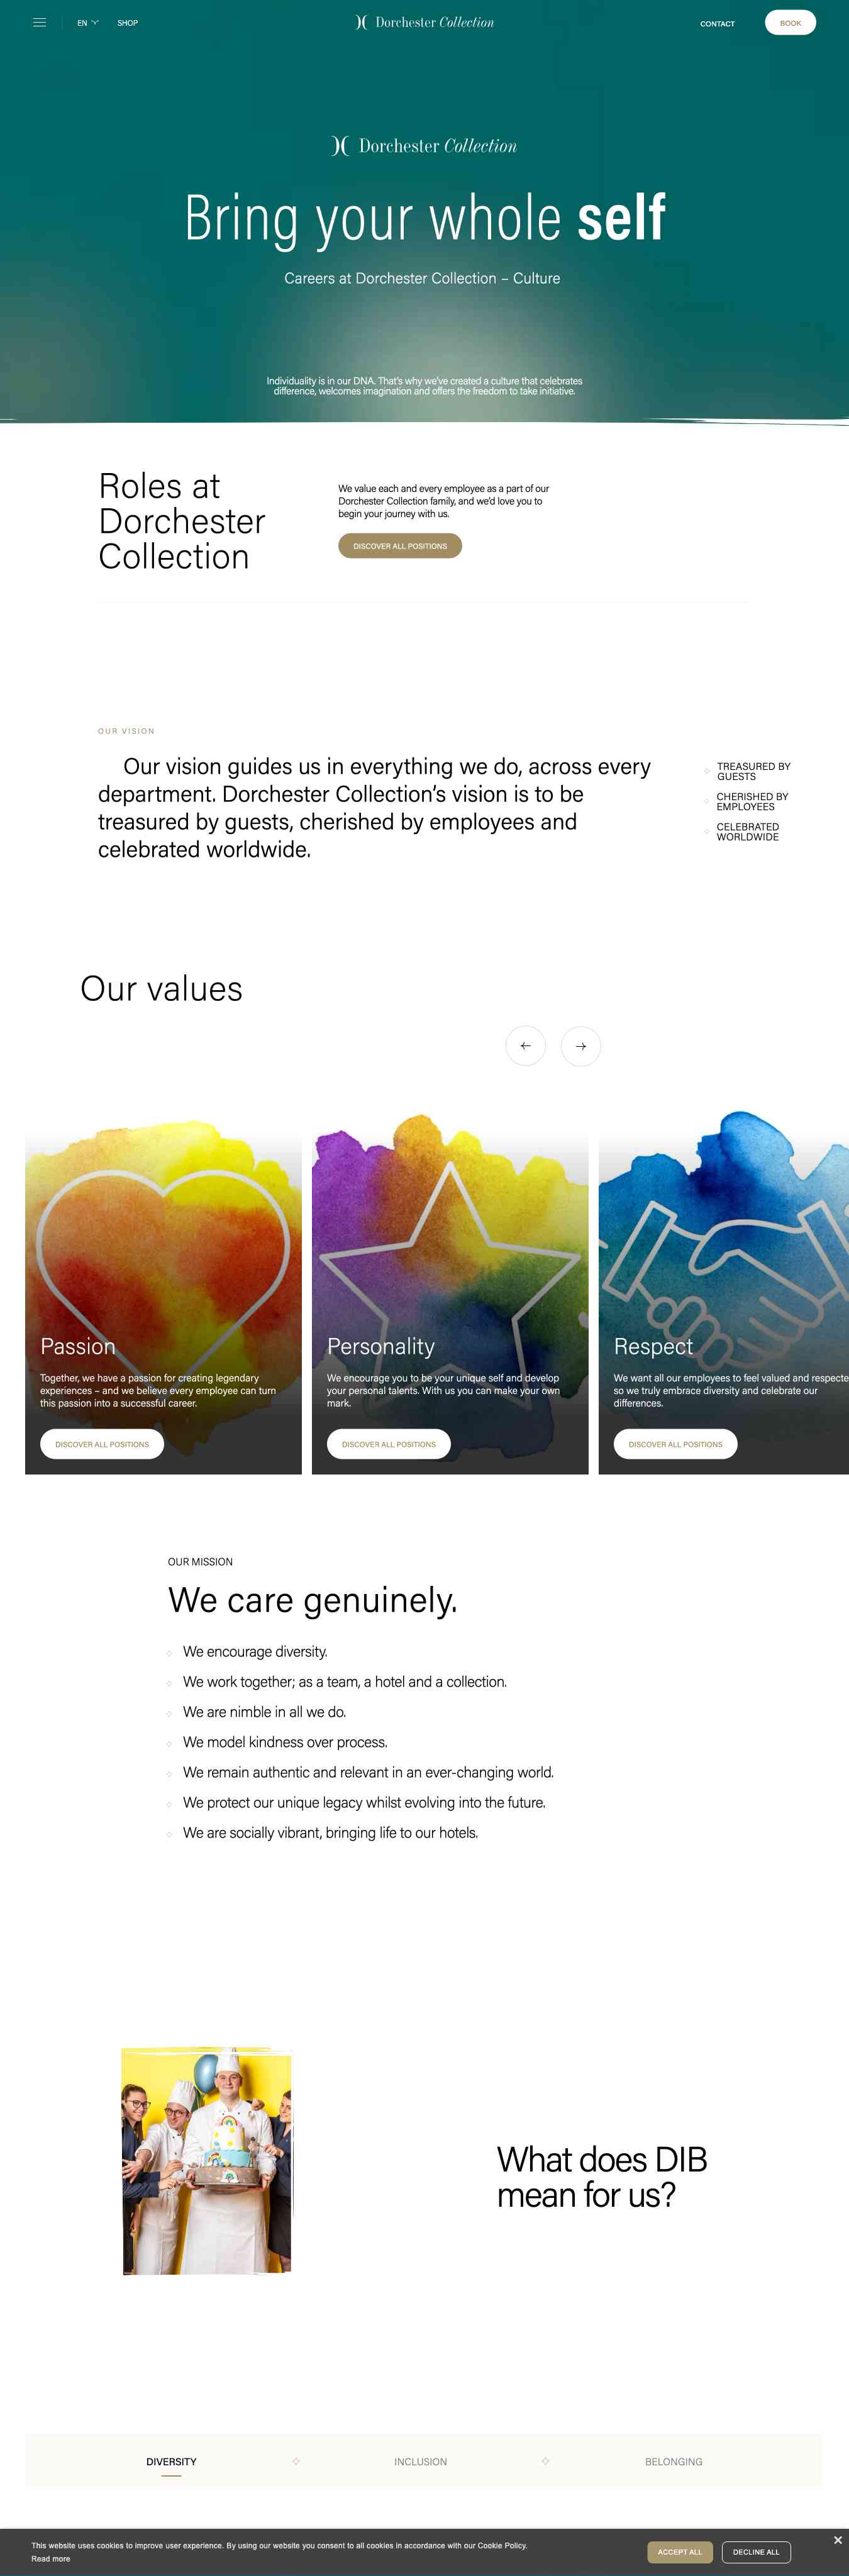 EN
SHOP
Dorchester Collection
CONTACT
BOOK
Dorchester Collection
Bring your whole self
Careers at Dorchester Collection – Culture
Individuality is in our DNA. That's why we've created a culture that celebrates
difference, welcomes imagination and offers the freedom to take initiative.
Roles at
Dorchester
Collection
We value each and every employee as a part of our
Dorchester Collection family, and we'd love you to
begin your journey with us.
DISCOVER ALL POSITIONS
OUR VISION
Our vision guides us in everything we do, across every
department. Dorchester Collection's vision is to be
treasured by guests, cherished by employees and
celebrated worldwide.
TREASURED BY
GUESTS
CHERISHED BY
EMPLOYEES
CELEBRATED
WORLDWIDE
Our values
Passion
Together, we have a passion for creating legendary
experiences – and we believe every employee can turn
this passion into a successful career.
DISCOVER ALL POSITIONS
Personality
We encourage you to be your unique self and develop
your personal talents. With us you can make your own
mark.
DISCOVER ALL POSITIONS
Respect
We want all our employees to feel valued and respecte
so we truly embrace diversity and celebrate our
differences.
DISCOVER ALL POSITIONS
OUR MISSION
We care genuinely.
We encourage diversity.
We work together; as a team, a hotel and a collection.
We are nimble in all we do.
We model kindness over process.
We remain authentic and relevant in an ever-changing world.
We protect our unique legacy whilst evolving into the future.
We are socially vibrant, bringing life to our hotels.
What does DIB
mean for us?
DIVERSITY
INCLUSION
BELONGING
This website uses cookies to improve user experience. By using our website you consent to all cookies in accordance with our Cookie Policy.
Read more
ACCEPT ALL
DECLINE ALL